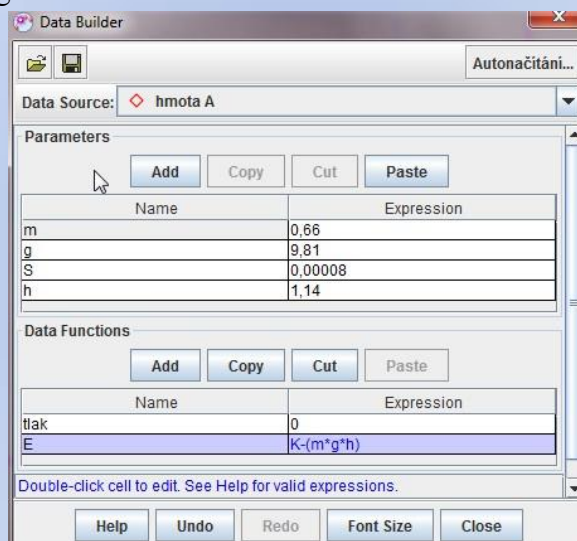 Data Builder
Autonačítání...
Data Source: hmota A
Parameters
Add Copy Cut Paste
Name Expression
m 0,66
g 9,81
S 0,00008
h 1,14
Data Functions
Add Copy Cut Paste
Name Expression
tlak 0
E K-(m*g*h)
Double-click cell to edit. See Help for valid expressions.
Help Undo Redo Font Size Close